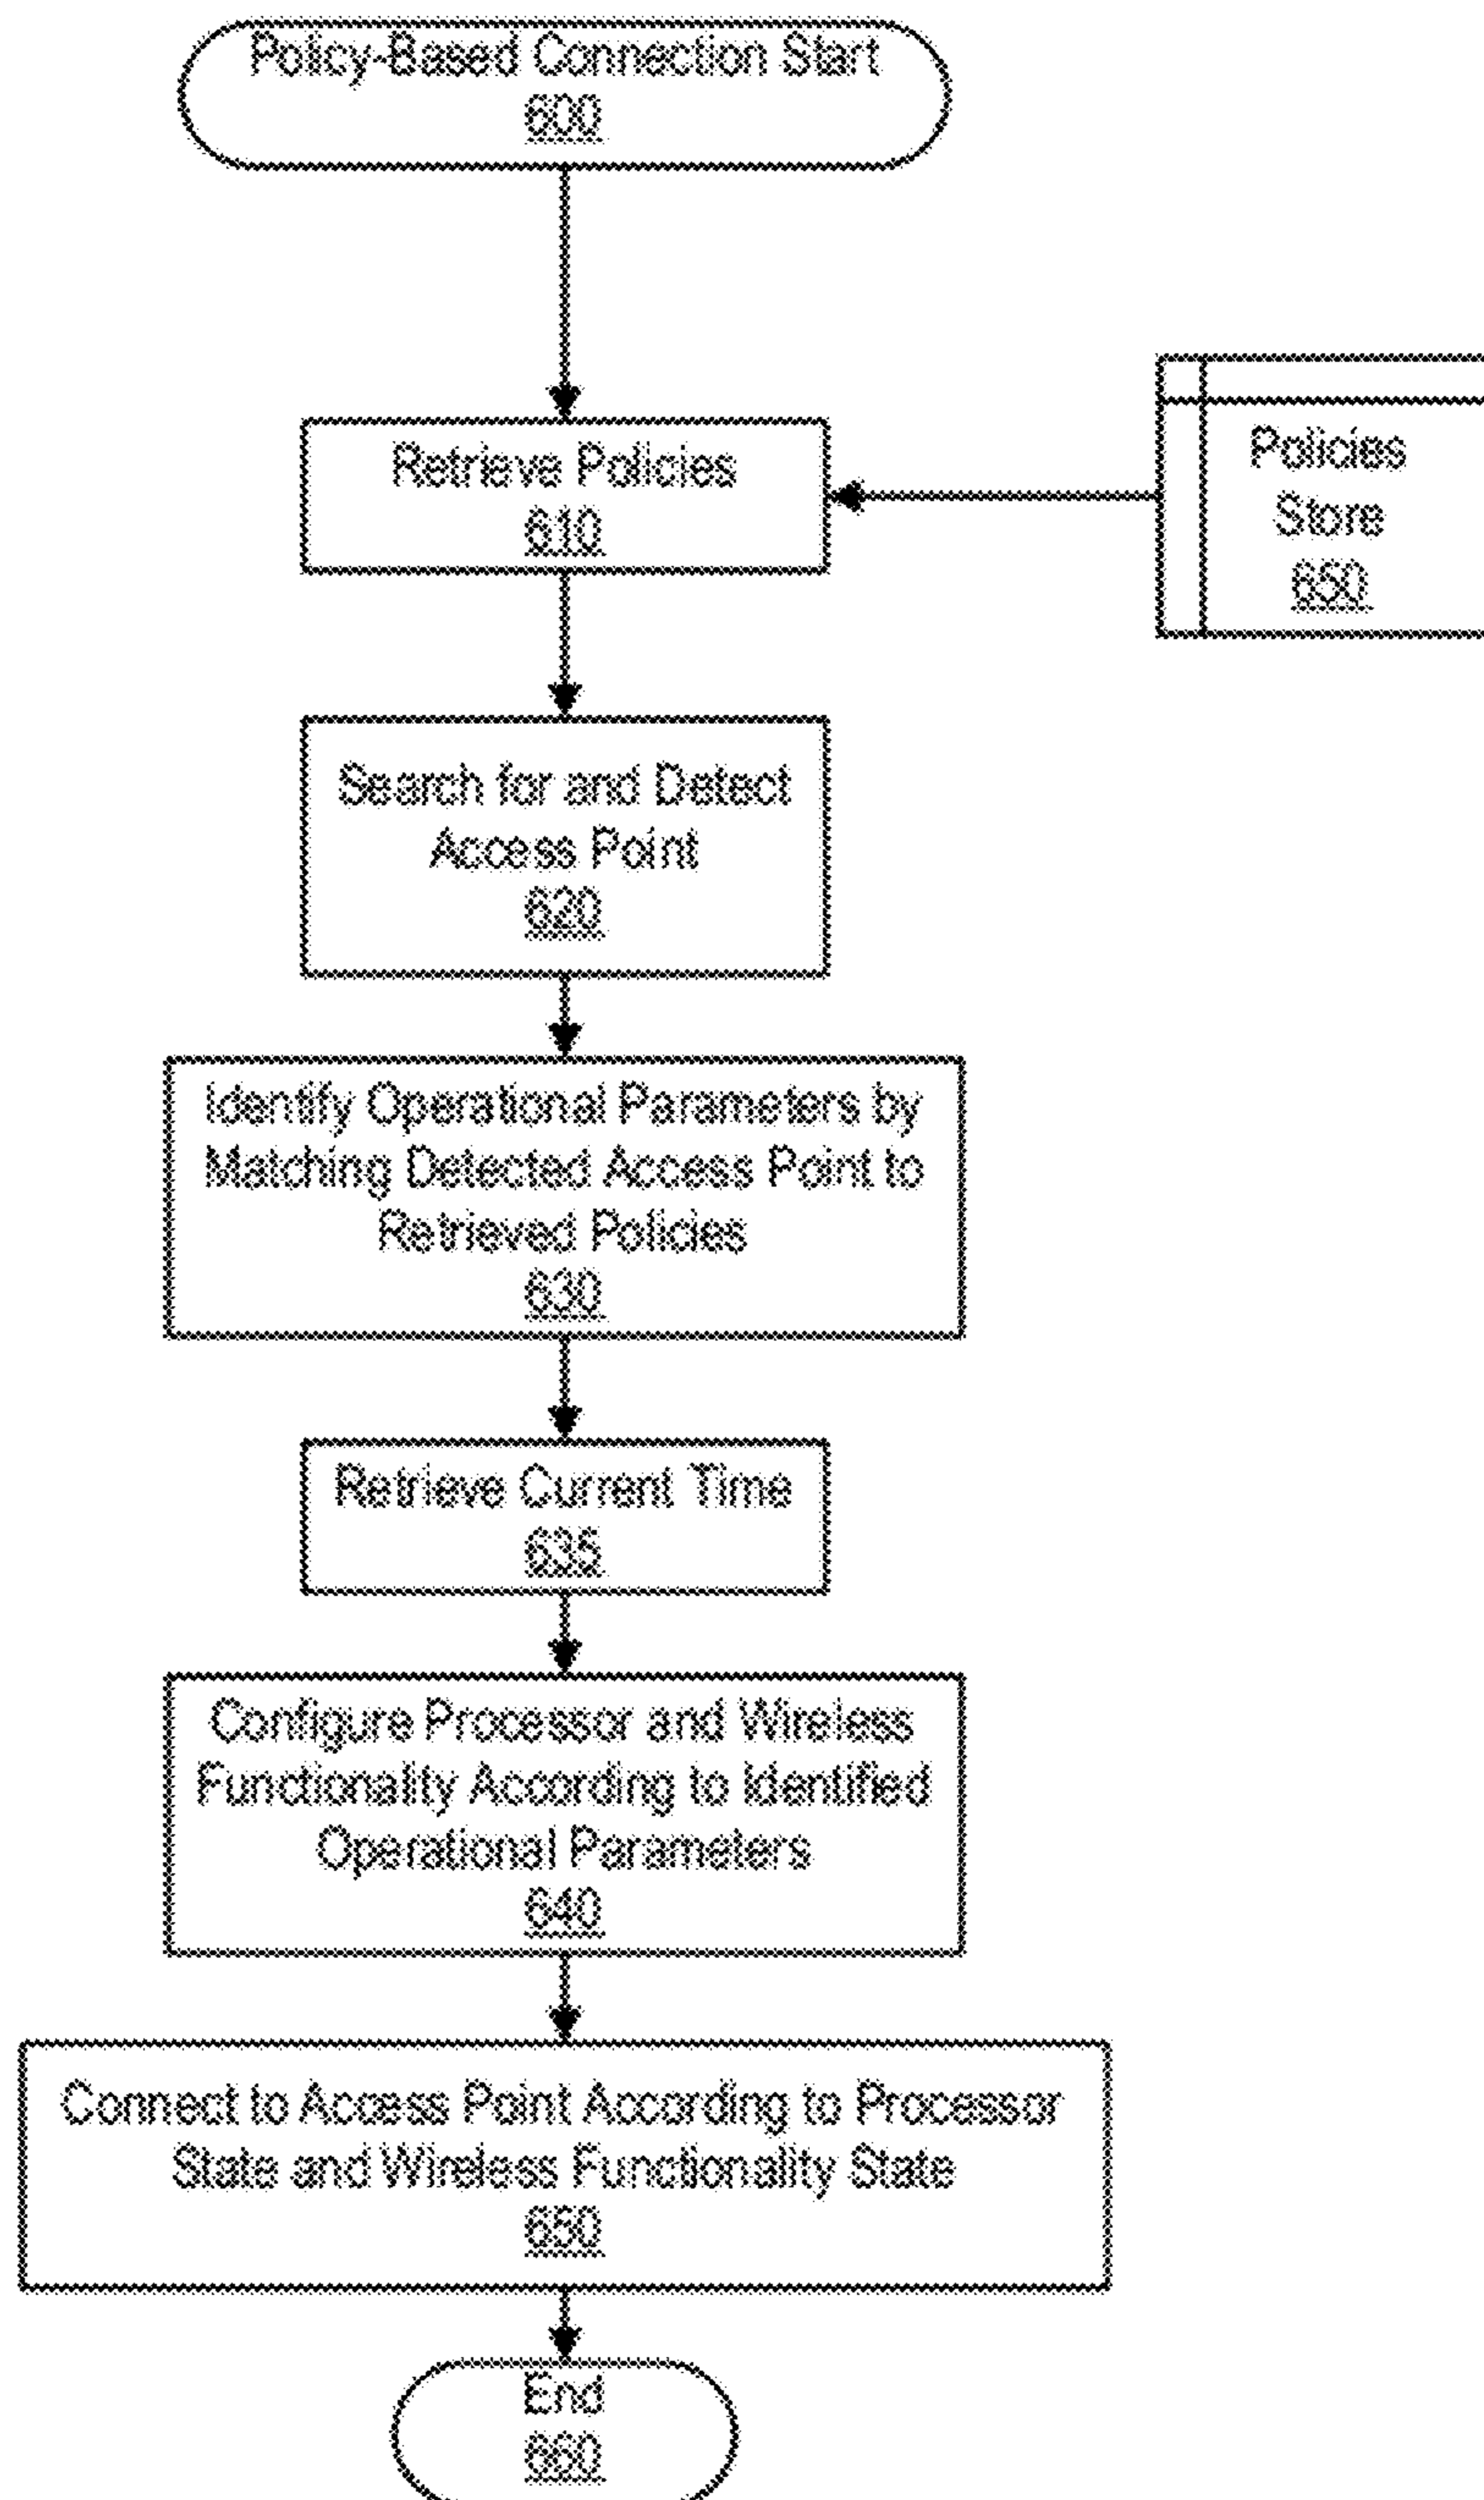 Policy-Based Connection Start
600
Retrieve Policies
610
Policies
Store
650
Search for and Detect
Access Point
620
Identify Operational Parameters by
Matching Detected Access Point to
Retrieved Policies
630
Retrieve Current Time
635
Configure Processor and Wireless
Functionality According to Identified
Operational Parameters
640
Connect to Access Point According to Processor
State and Wireless Functionality State
650
End
660